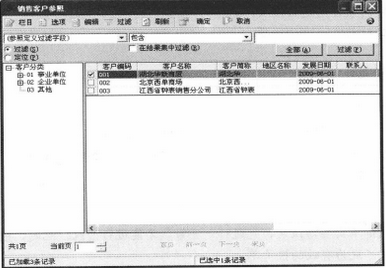 销售客户参照
栏目 选项 编辑 过滤 刷新 确定 取消
(参照定义过滤字段) 包含
过滤(G) 在结果集中过滤(B) 全部(A) 过滤(F)
定位(P)
客户分类 客户编码 客户名称 客户简称 地区名称 发展日期 联系人
01 事业单位 001 2009-06-01
02 企业单位 002 北京西单商场 北京西... 2009-06-01
03 其他 003 江西省钟表销售分公司 江西省钟表 2009-06-01
共1页 当前页 1 首页 前一页 下一页 末页
已加载3条记录 已选中1条记录